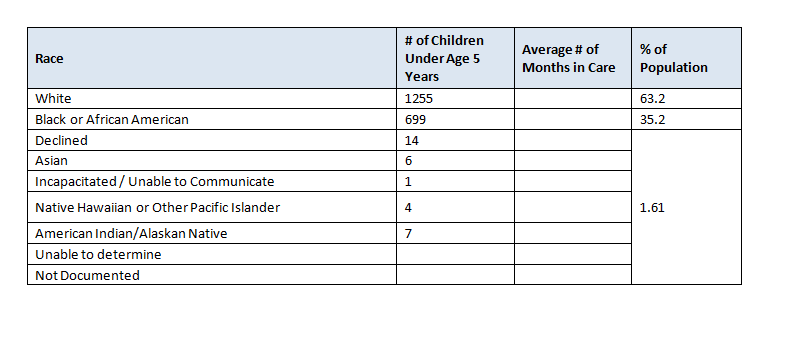 Race # of Children Under Age 5 Years Average # of Months in Care % of Population
White 1255 63.2
Black or African American 699 35.2
Declined 14
Asian 6
Incapacitated / Unable to Communicate 1
Native Hawaiian or Other Pacific Islander 4 1.61
American Indian/Alaskan Native 7
Unable to determine
Not Documented